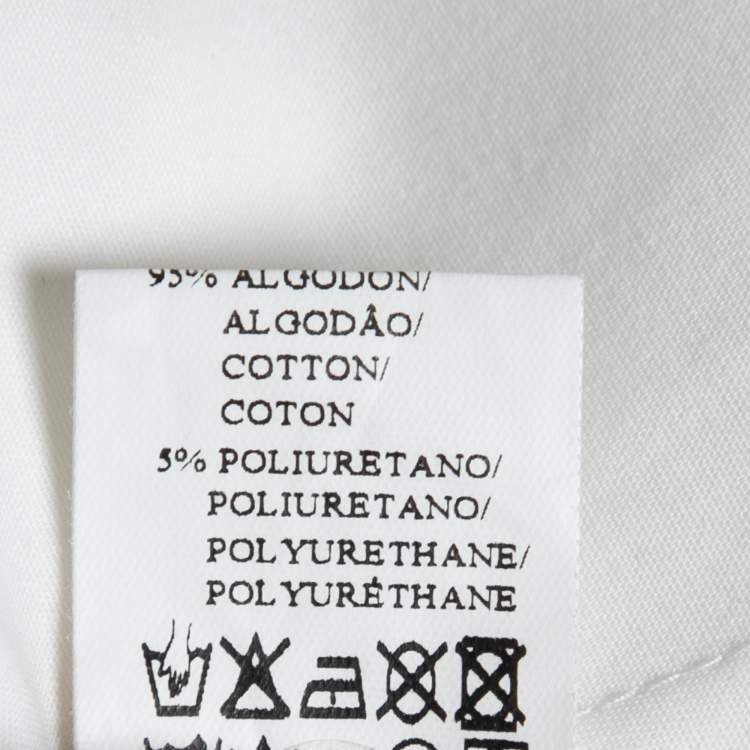 95% ALGODON/
ALGODÂO/
COTTON/
COTON
5% POLIURETANO/
POLIURETANO/
POLYURETHANE/
POLYURÉTHANE